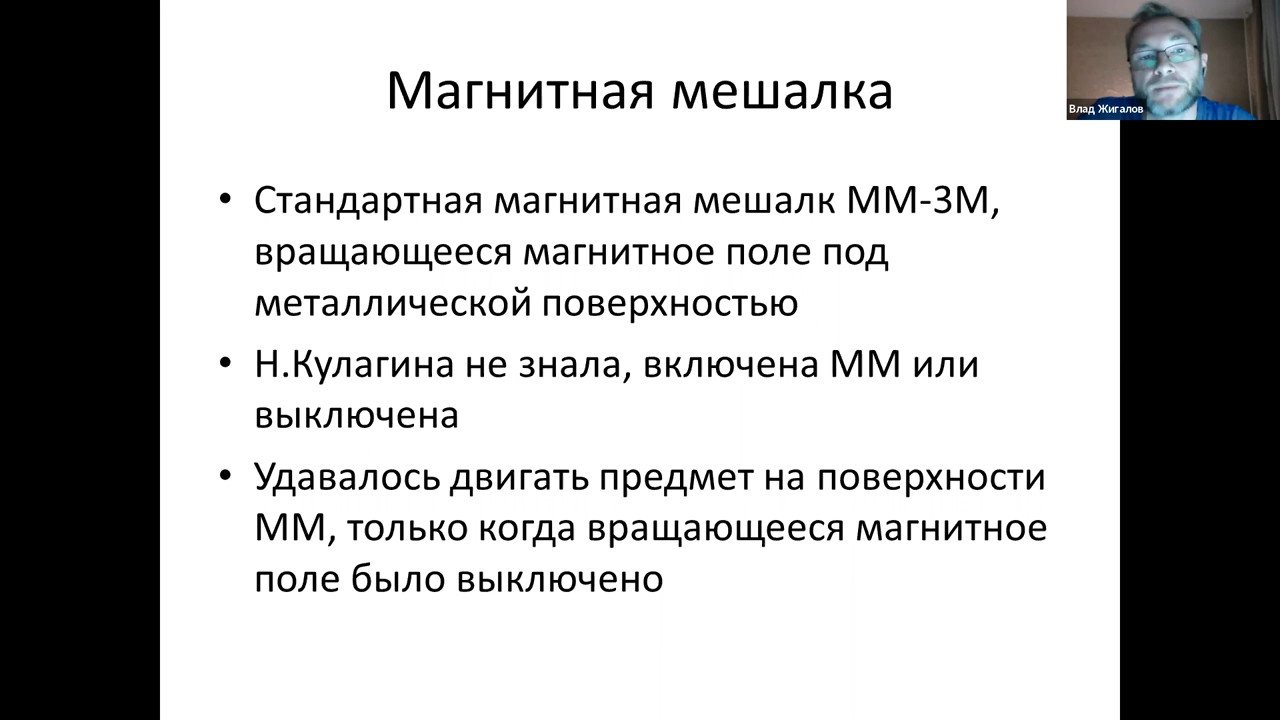 Магнитная мешалка
Влад Жигалов
• Стандартная магнитная мешалк ММ-3М,
вращающееся магнитное поле под
металлической поверхностью
• Н.Кулагина не знала, включена ММ или
выключена
• Удавалось двигать предмет на поверхности
ММ, только когда вращающееся магнитное
поле было выключено